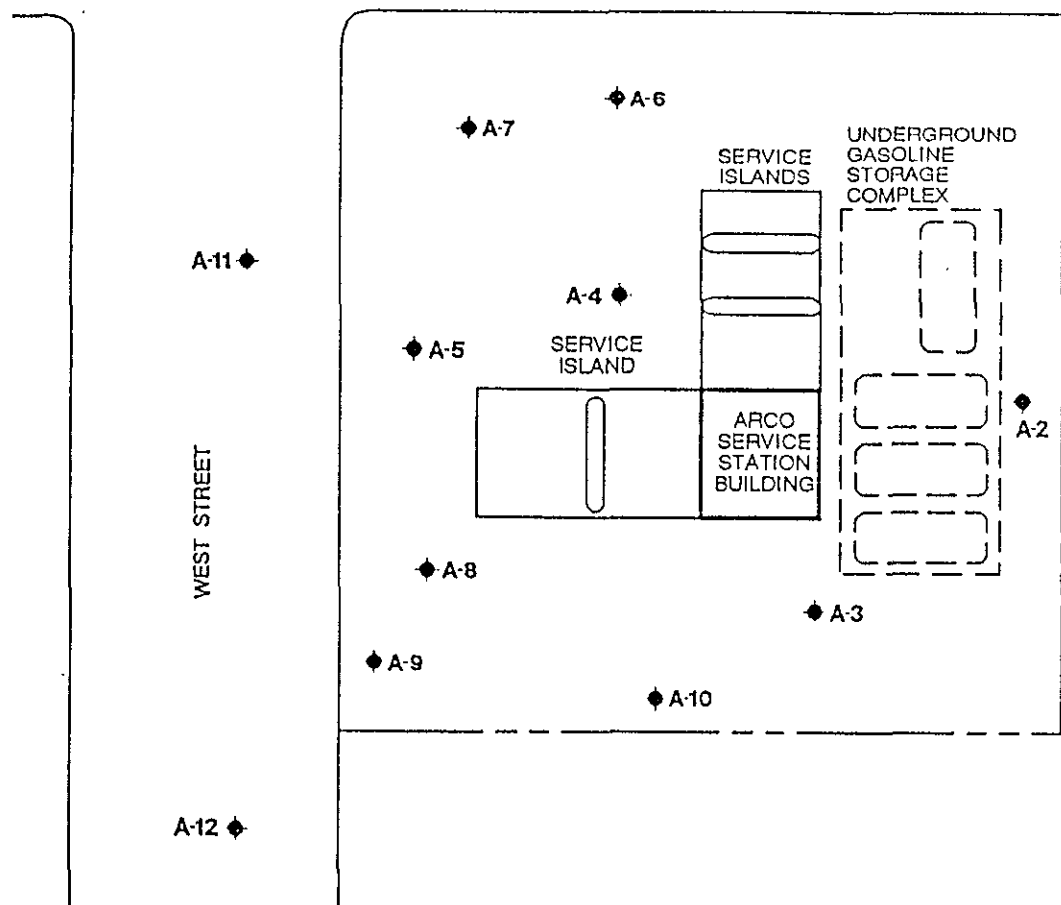 A-6
A-7
UNDERGROUND
GASOLINE
STORAGE
COMPLEX
SERVICE
ISLANDS
A-11
A-4
A-5
SERVICE
ISLAND
A-2
ARCO
SERVICE
STATION
BUILDING
WEST STREET
A-8
A-3
A-9
A-10
A-12